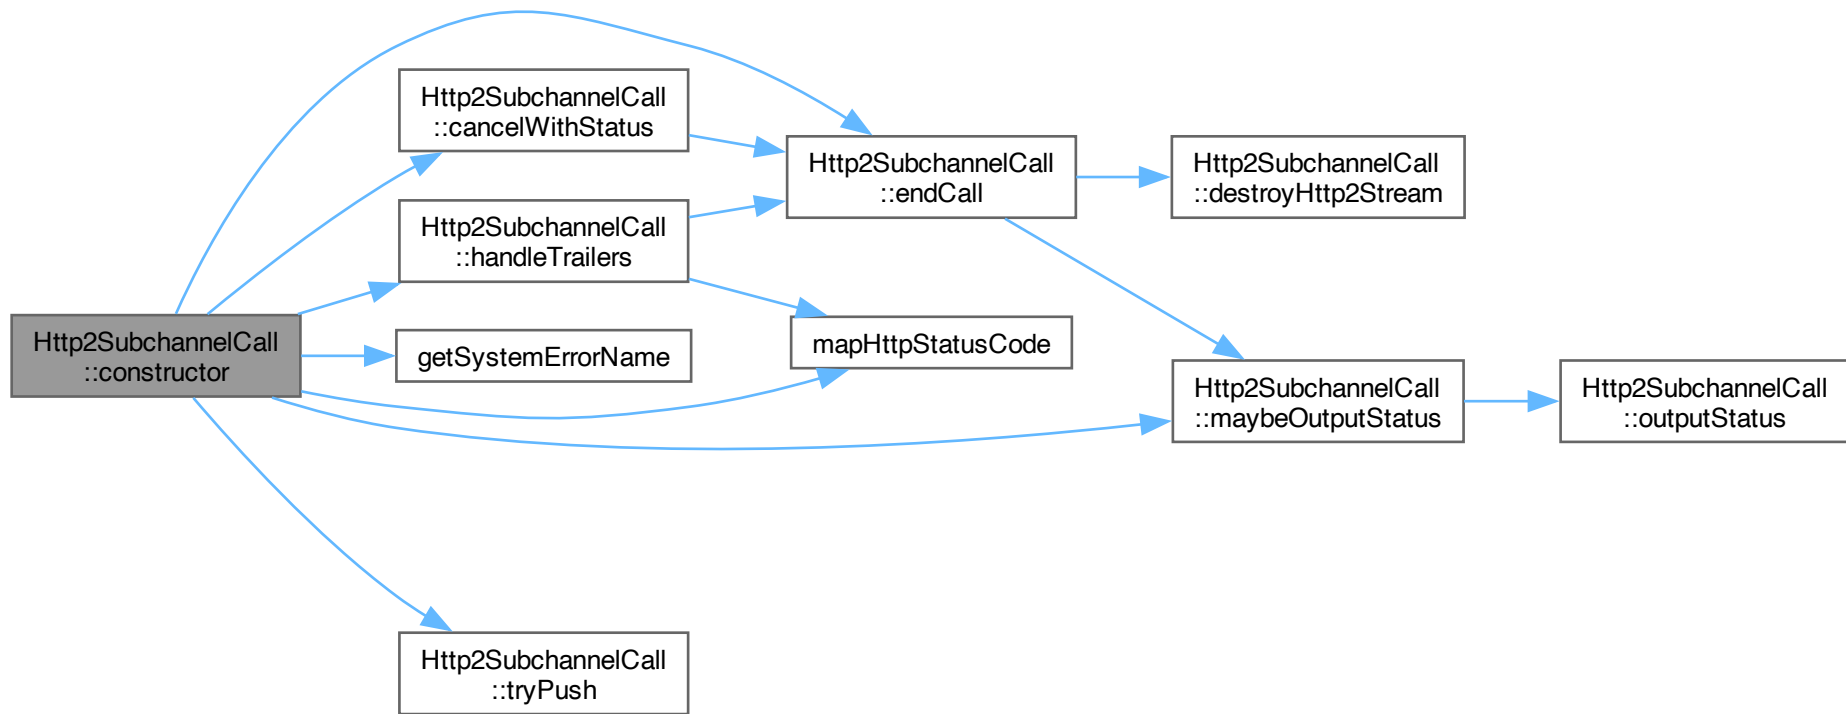 Http2SubchannelCall
::constructor
Http2SubchannelCall
::cancelWithStatus
Http2SubchannelCall
::handleTrailers
getSystemErrorName
Http2SubchannelCall
::tryPush
Http2SubchannelCall
::endCall
mapHttpStatusCode
Http2SubchannelCall
::destroyHttp2Stream
Http2SubchannelCall
::maybeOutputStatus
Http2SubchannelCall
::outputStatus